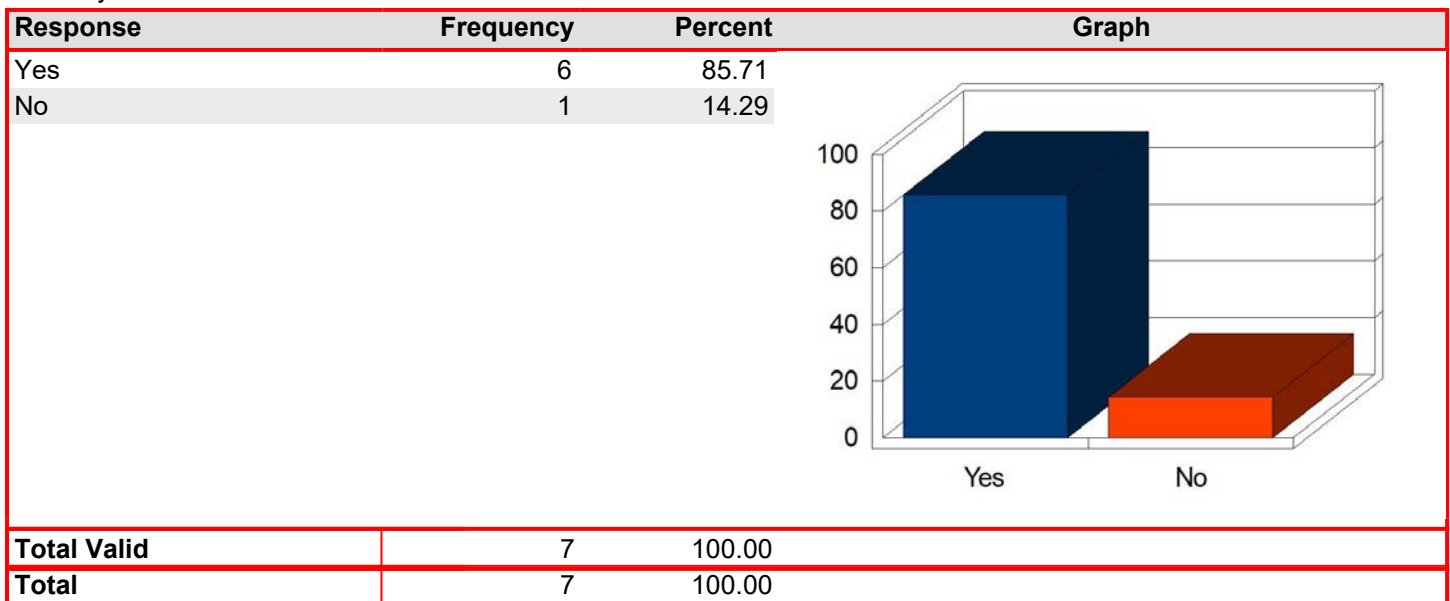 Response Frequency Percent Graph
Yes 6 85.71
No 1 14.29
100
80
60
40
20
0
Yes No
Total Valid 7 100.00
Total 7 100.00